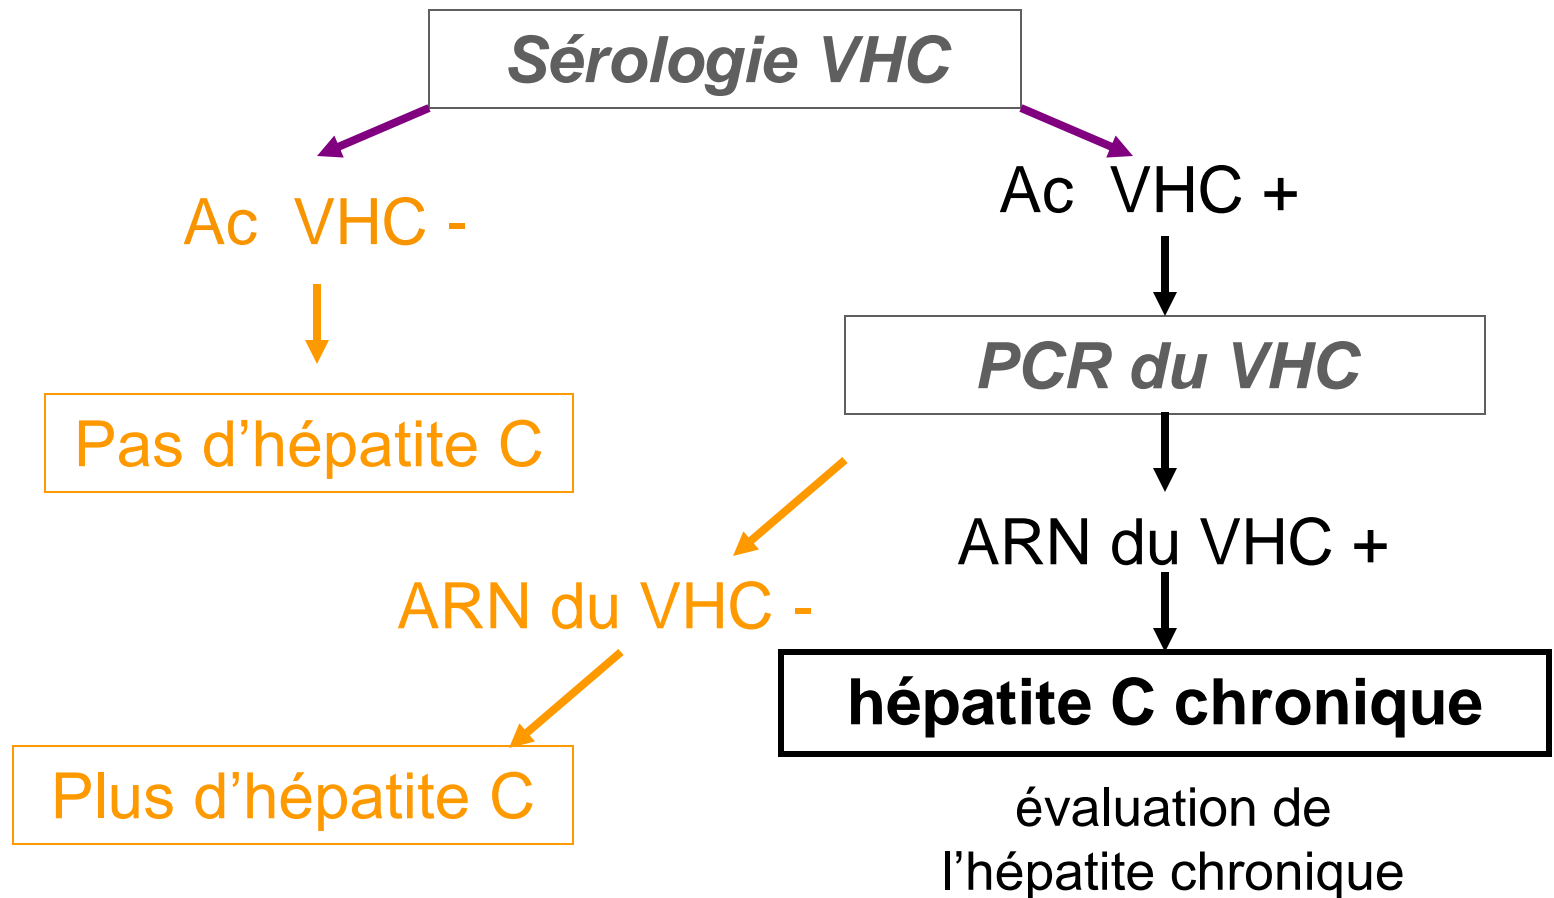 Sérologie VHC
Ac VHC +
Ac VHC -
PCR du VHC
Pas d’hépatite C
ARN du VHC +
ARN du VHC -
hépatite C chronique
Plus d’hépatite C
évaluation de
l’hépatite chronique